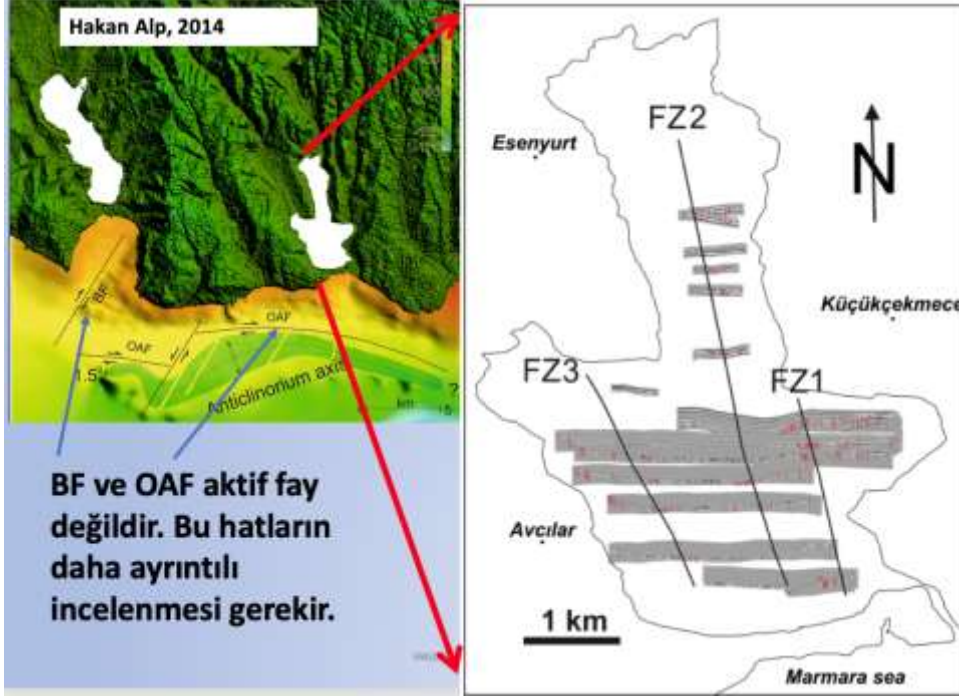 Hakan Alp, 2014
BF
OAF
OAF
1.5
Anticlinorium axis
?
km
15
BF ve OAF aktif fay
değildir. Bu hatların
daha ayrıntılı
incelenmesi gerekir.
FZ2
Esenyurt
N
Küçükçekmece
FZ3
FZ1
Avcılar
1 km
Marmara sea